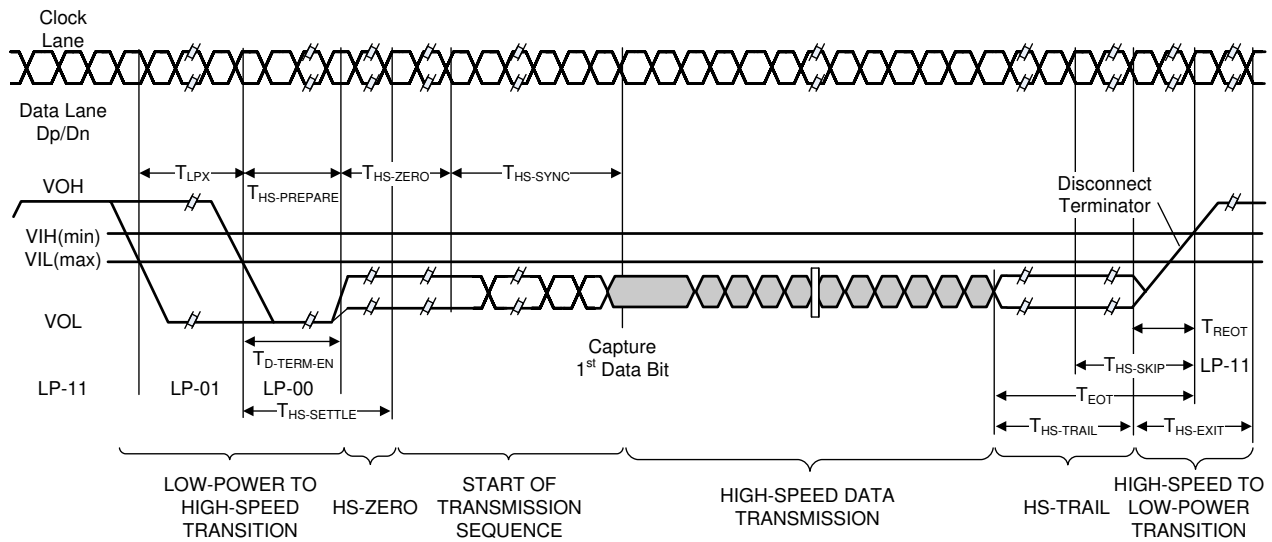 Clock
Lane
Data Lane
Dp/Dn
TLPX
THS-PREPARE
THS-ZERO
THS-SYNC
VOH
Disconnect
Terminator
VIH(min)
VIL(max)
VOL
TD-TERM-EN
Capture
1st Data Bit
TREOT
THS-SKIP
LP-11
LP-11
LP-01
LP-00
TEOT
THS-SETTLE
THS-TRAIL
THS-EXIT
LOW-POWER TO
HIGH-SPEED
TRANSITION
HS-ZERO
START OF
TRANSMISSION
SEQUENCE
HIGH-SPEED DATA
TRANSMISSION
HS-TRAIL
HIGH-SPEED TO
LOW-POWER
TRANSITION